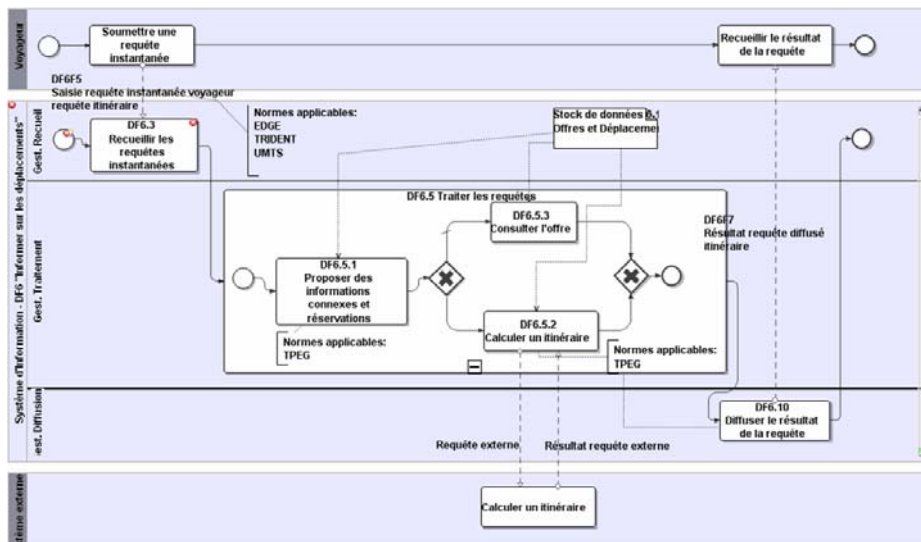 Voyageur
Soumettre une
requête
instantanée
Recueillir le résultat
de la requête
DF6F5
Saisie requête instantanée voyageur
requête itinéraire
Système d'Information - DF6 "Informer sur les déplacements"
Gest. Recueil
DF6.3
Recueillir les
requêtes
instantanées
Normes applicables:
EDGE
TRIDENT
UMTS
Stock de données 6.1
Offres et Déplaceme
Gest. Traitement
DF6.5 Traiter les requêtes
DF6.5.3
Consulter l'offre
DF6F7
Résultat requête diffusé
itinéraire
DF6.5.1
Proposer des
informations
connexes et
réservations
DF6.5.2
Calculer un itinéraire
Normes applicables:
TPEG
Normes applicables:
TPEG
est. Diffusion
DF6.10
Diffuser le résultat
de la requête
Requête externe
Résultat requête externe
tème externe
Calculer un itinéraire